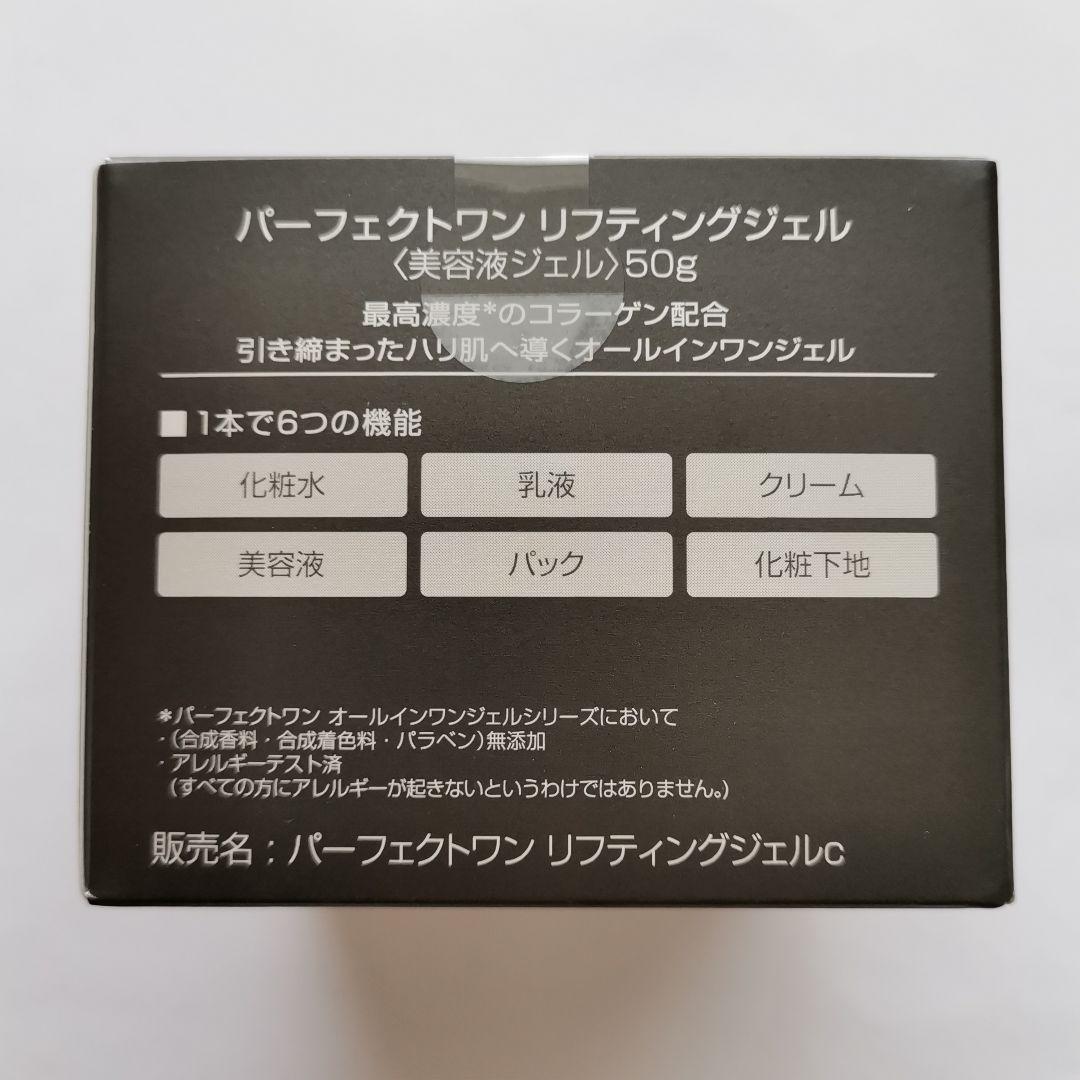 パーフェクトワン リフティングジェル
〈美容液ジェル〉50g
最高濃度*のコラーゲン配合
引き締まったハリ肌へ導くオールインワンジェル
■1本で6つの機能
化粧水 乳液 クリーム
美容液 パック 化粧下地
*パーフェクトワン オールインワンジェルシリーズにおいて
・(合成香料・合成着色料・パラベン)無添加
・アレルギーテスト済
(すべての方にアレルギーが起きないというわけではありません。)
販売名：パーフェクトワン リフティングジェルc